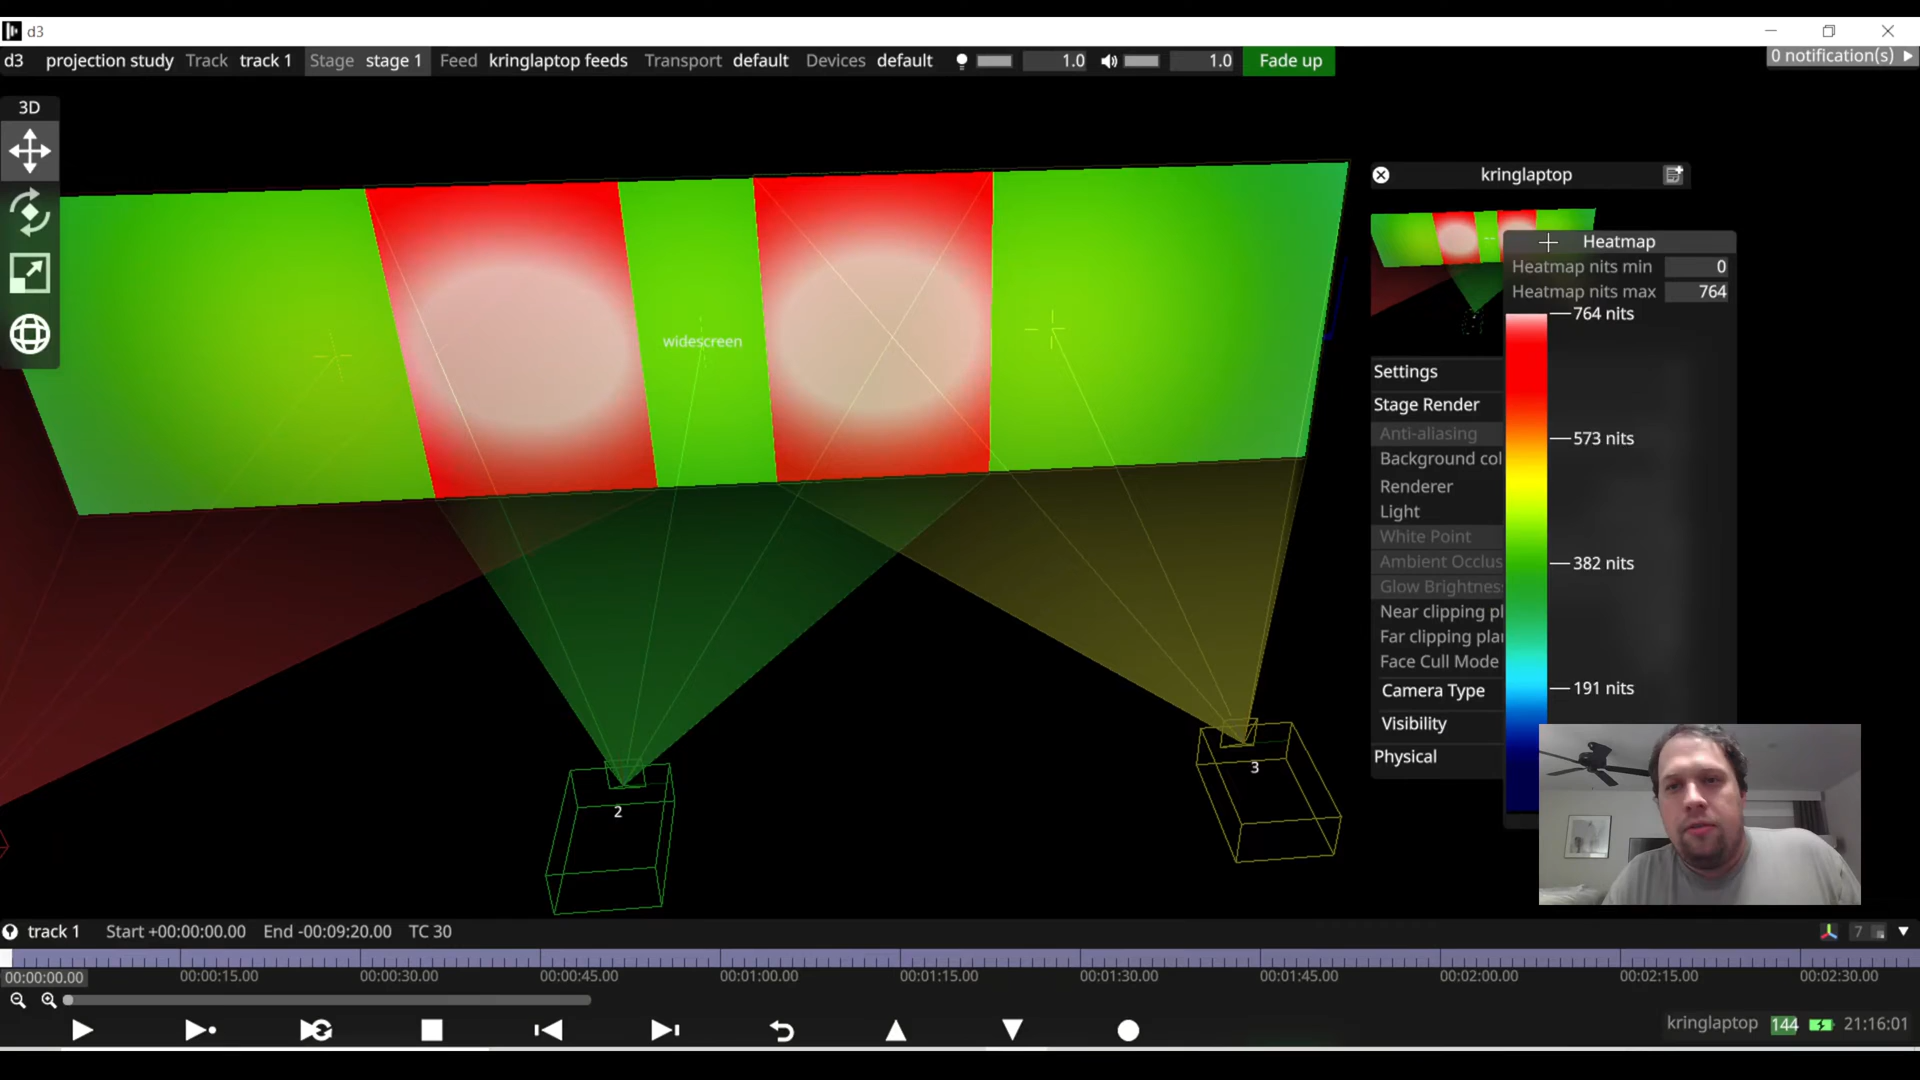 d3
d3 projection study Track track 1 Stage stage 1 Feed kringlaptop feeds Transport default Devices default 1.0 1.0 Fade up 0 notification(s)
3D
kringlaptop
Heatmap
Heatmap nits min 0
Heatmap nits max 764
764 nits
573 nits
382 nits
191 nits
widescreen
Settings
Stage Render
Anti-aliasing
Background col
Renderer
Light
White Point
Ambient Occlus
Glow Brightness
Near clipping pl
Far clipping plan
Face Cull Mode
Camera Type
Visibility
Physical
2
3
track 1 Start +00:00:00.00 End -00:09:20.00 TC 30 7
00:00:00.00 00:00:15.00 00:00:30.00 00:00:45.00 00:01:00.00 00:01:15.00 00:01:30.00 00:01:45.00 00:02:00.00 00:02:15.00 00:02:30.00
kringlaptop 144 21:16:01